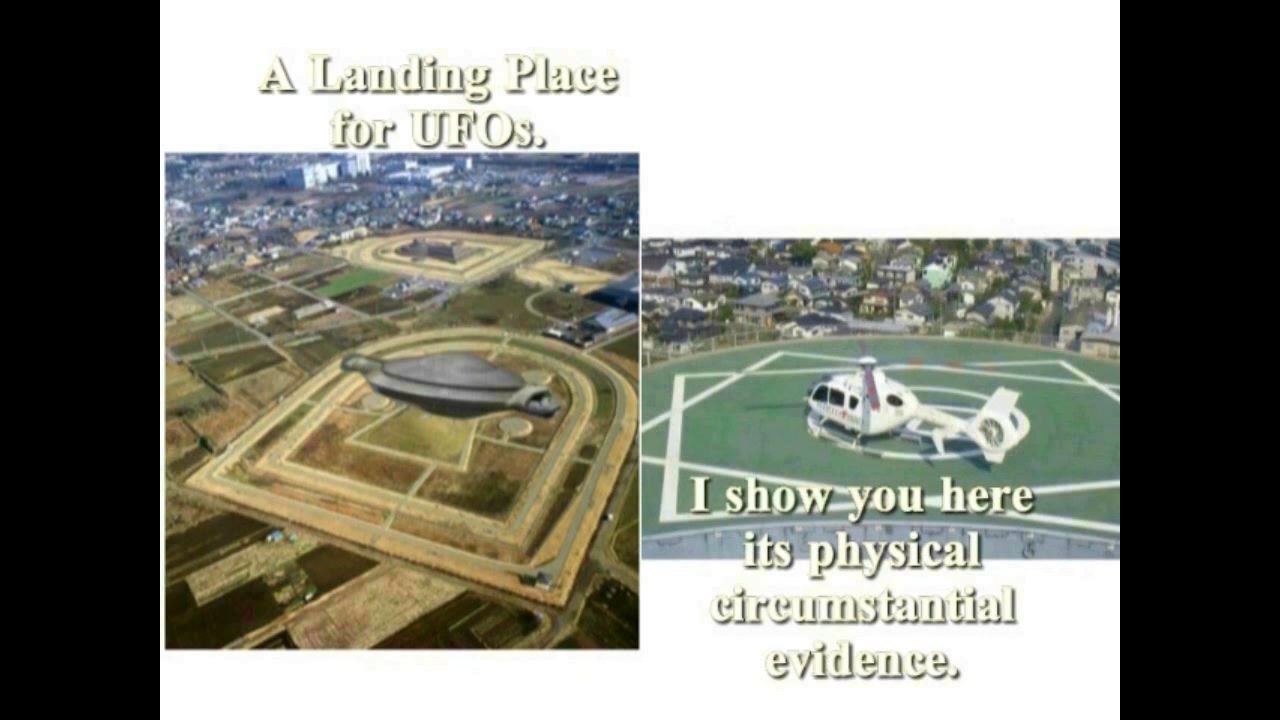 A Landing Place
for UFOs.
I show you here
its physical
circumstantial
evidence.